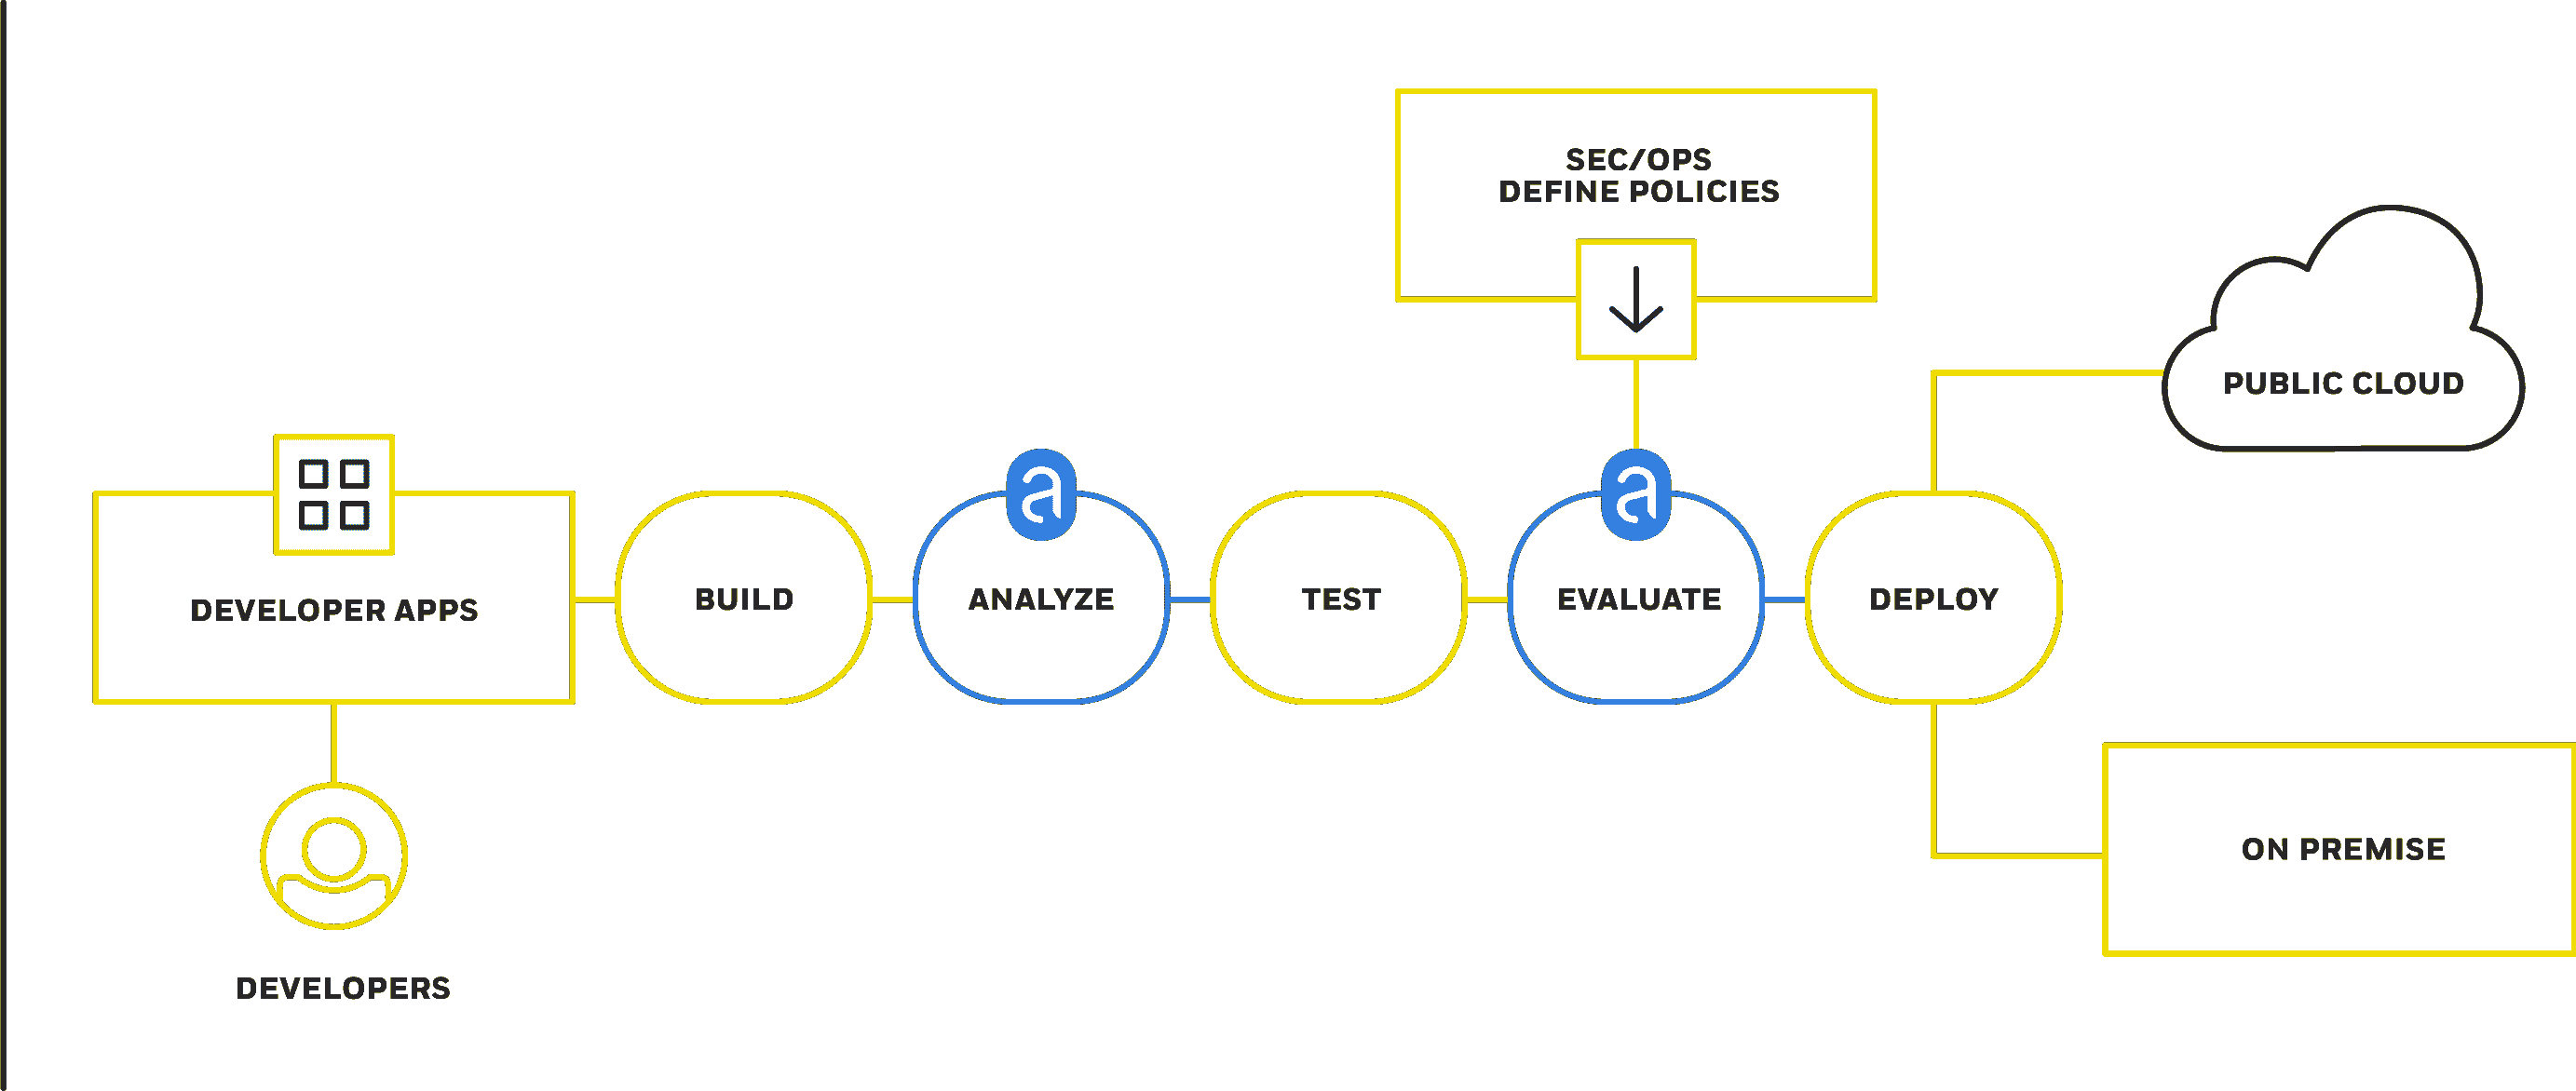 SEC/OPS
DEFINE POLICIES
PUBLIC CLOUD
a
a
DEVELOPER APPS
BUILD
ANALYZE
TEST
EVALUATE
DEPLOY
ON PREMISE
DEVELOPERS